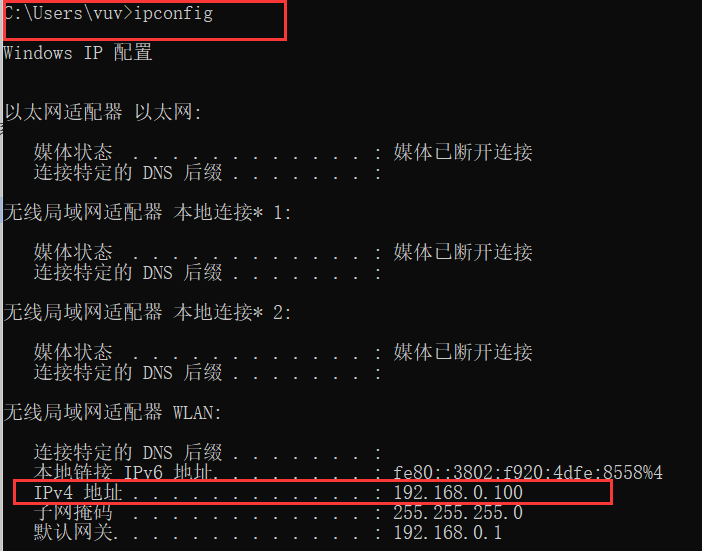 C:\Users\vuv>ipconfig
Windows IP 配置
以太网适配器 以太网:
媒体状态 . . . . . . . . . . . . : 媒体已断开连接
连接特定的 DNS 后缀 . . . . . . . :
无线局域网适配器 本地连接* 1:
媒体状态 . . . . . . . . . . . . : 媒体已断开连接
连接特定的 DNS 后缀 . . . . . . . :
无线局域网适配器 本地连接* 2:
媒体状态 . . . . . . . . . . . . : 媒体已断开连接
连接特定的 DNS 后缀 . . . . . . . :
无线局域网适配器 WLAN:
连接特定的 DNS 后缀 . . . . . . . :
本地链接 IPv6 地址. . . . . . . . : fe80::3802:f920:4dfe:8558%4
IPv4 地址 . . . . . . . . . . . . : 192.168.0.100
子网掩码 . . . . . . . . . . . . : 255.255.255.0
默认网关. . . . . . . . . . . . . : 192.168.0.1